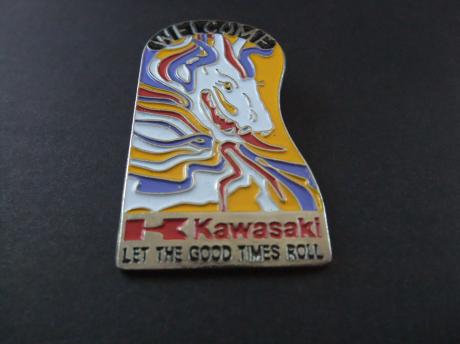 WELCOME
Kawasaki
LET THE GOOD TIMES ROLL